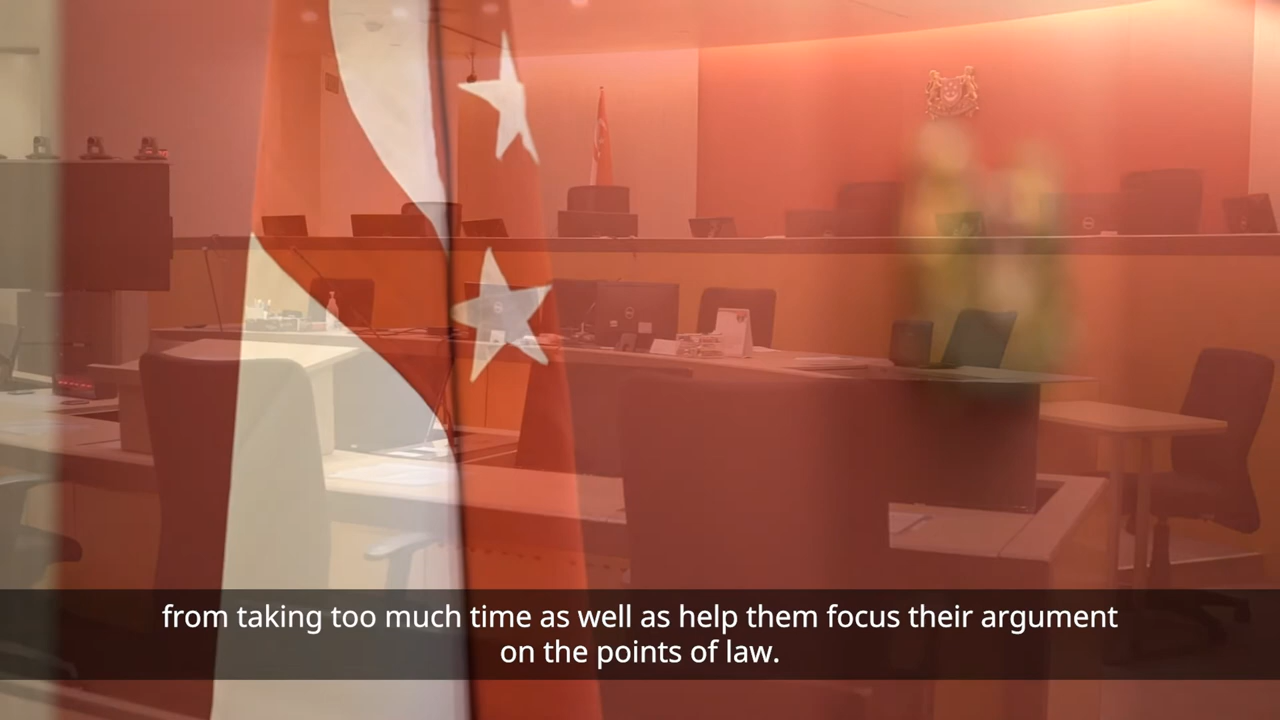 from taking too much time as well as help them focus their argument
on the points of law.